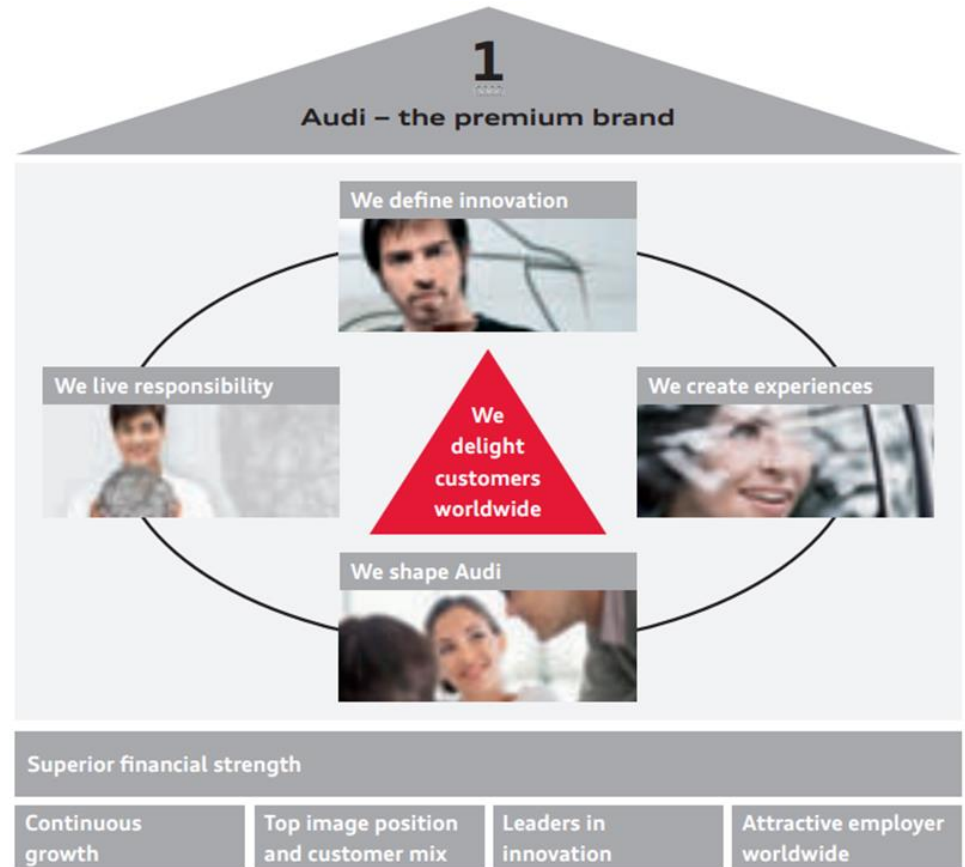 1
Audi – the premium brand
We define innovation
We live responsibility
We create experiences
We
delight
customers
worldwide
We shape Audi
Superior financial strength
Continuous
growth
Top image position
and customer mix
Leaders in
innovation
Attractive employer
worldwide